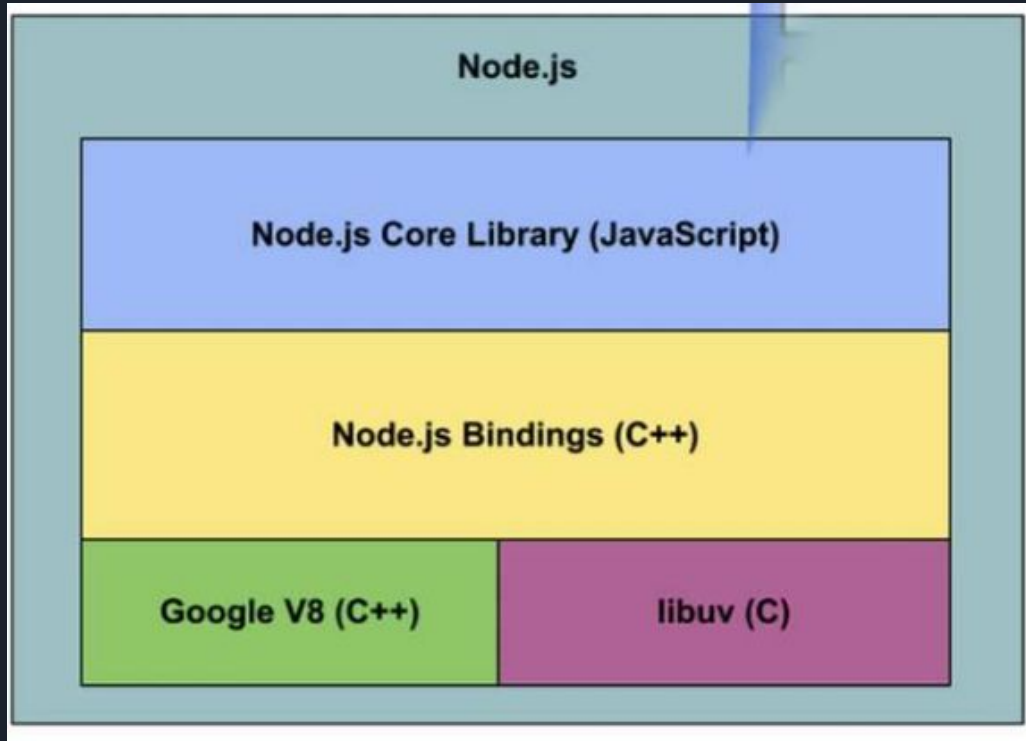 Node.js
Node.js Core Library (JavaScript)
Node.js Bindings (C++)
Google V8 (C++)
libuv (C)